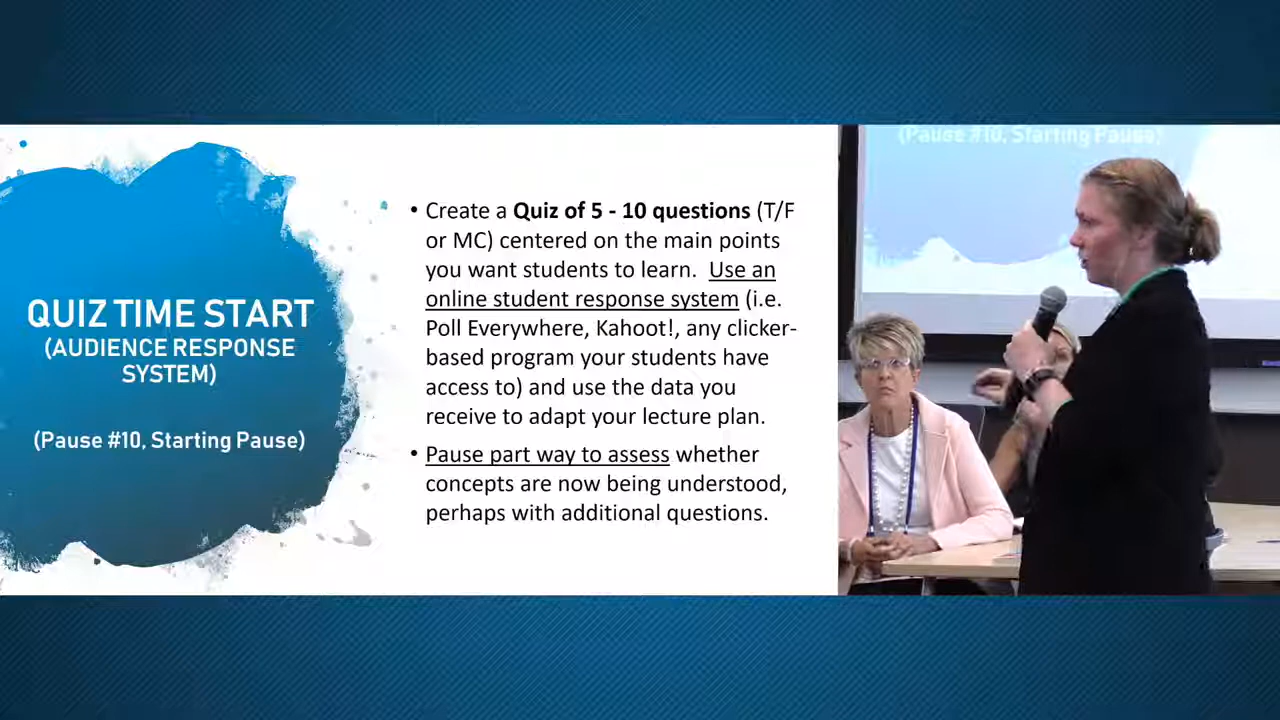 QUIZ TIME START
(AUDIENCE RESPONSE
SYSTEM)
(Pause #10, Starting Pause)
• Create a Quiz of 5 - 10 questions (T/F
or MC) centered on the main points
you want students to learn. Use an
online student response system (i.e.
Poll Everywhere, Kahoot!, any clicker-
based program your students have
access to) and use the data you
receive to adapt your lecture plan.
• Pause part way to assess whether
concepts are now being understood,
perhaps with additional questions.
(Pause #10, Starting Pause)